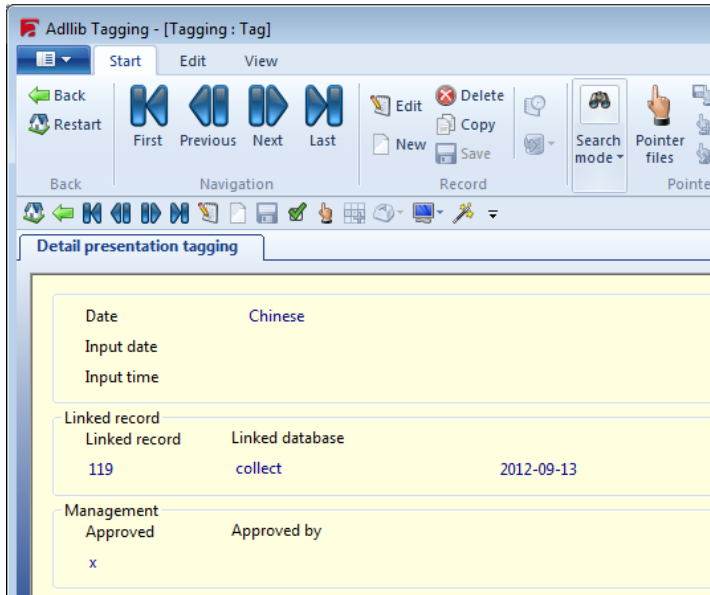 Adllib Tagging - [Tagging : Tag]
Start Edit View
Back
Restart
First Previous Next Last
Edit
New
Delete
Copy
Save
Search mode
Pointer files
Back Navigation Record Pointe
Detail presentation tagging
Date Chinese
Input date
Input time
Linked record
Linked record Linked database
119 collect 2012-09-13
Management
Approved Approved by
x